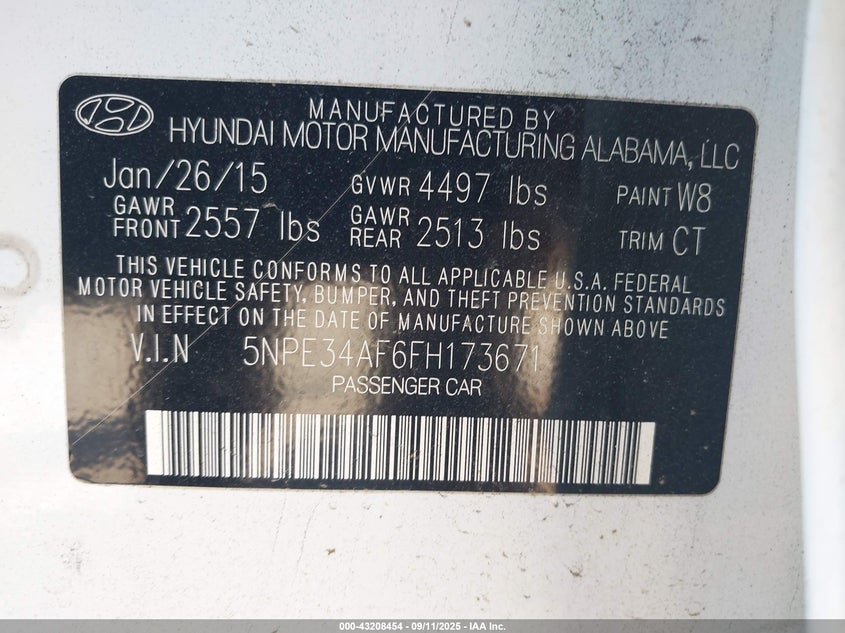 MANUFACTURED BY
HYUNDAI MOTOR MANUFACTURING ALABAMA, LLC
Jan/26/15 GVWR 4497 lbs PAINT W8
GAWR FRONT 2557 lbs GAWR REAR 2513 lbs TRIM CT
THIS VEHICLE CONFORMS TO ALL APPLICABLE U.S.A. FEDERAL
MOTOR VEHICLE SAFETY, BUMPER, AND THEFT PREVENTION STANDARDS
IN EFFECT ON THE DATE OF MANUFACTURE SHOWN ABOVE
V.I.N 5NPE34AF6FH173671
PASSENGER CAR
000-43208454 - 09/11/2025 - IAA Inc.